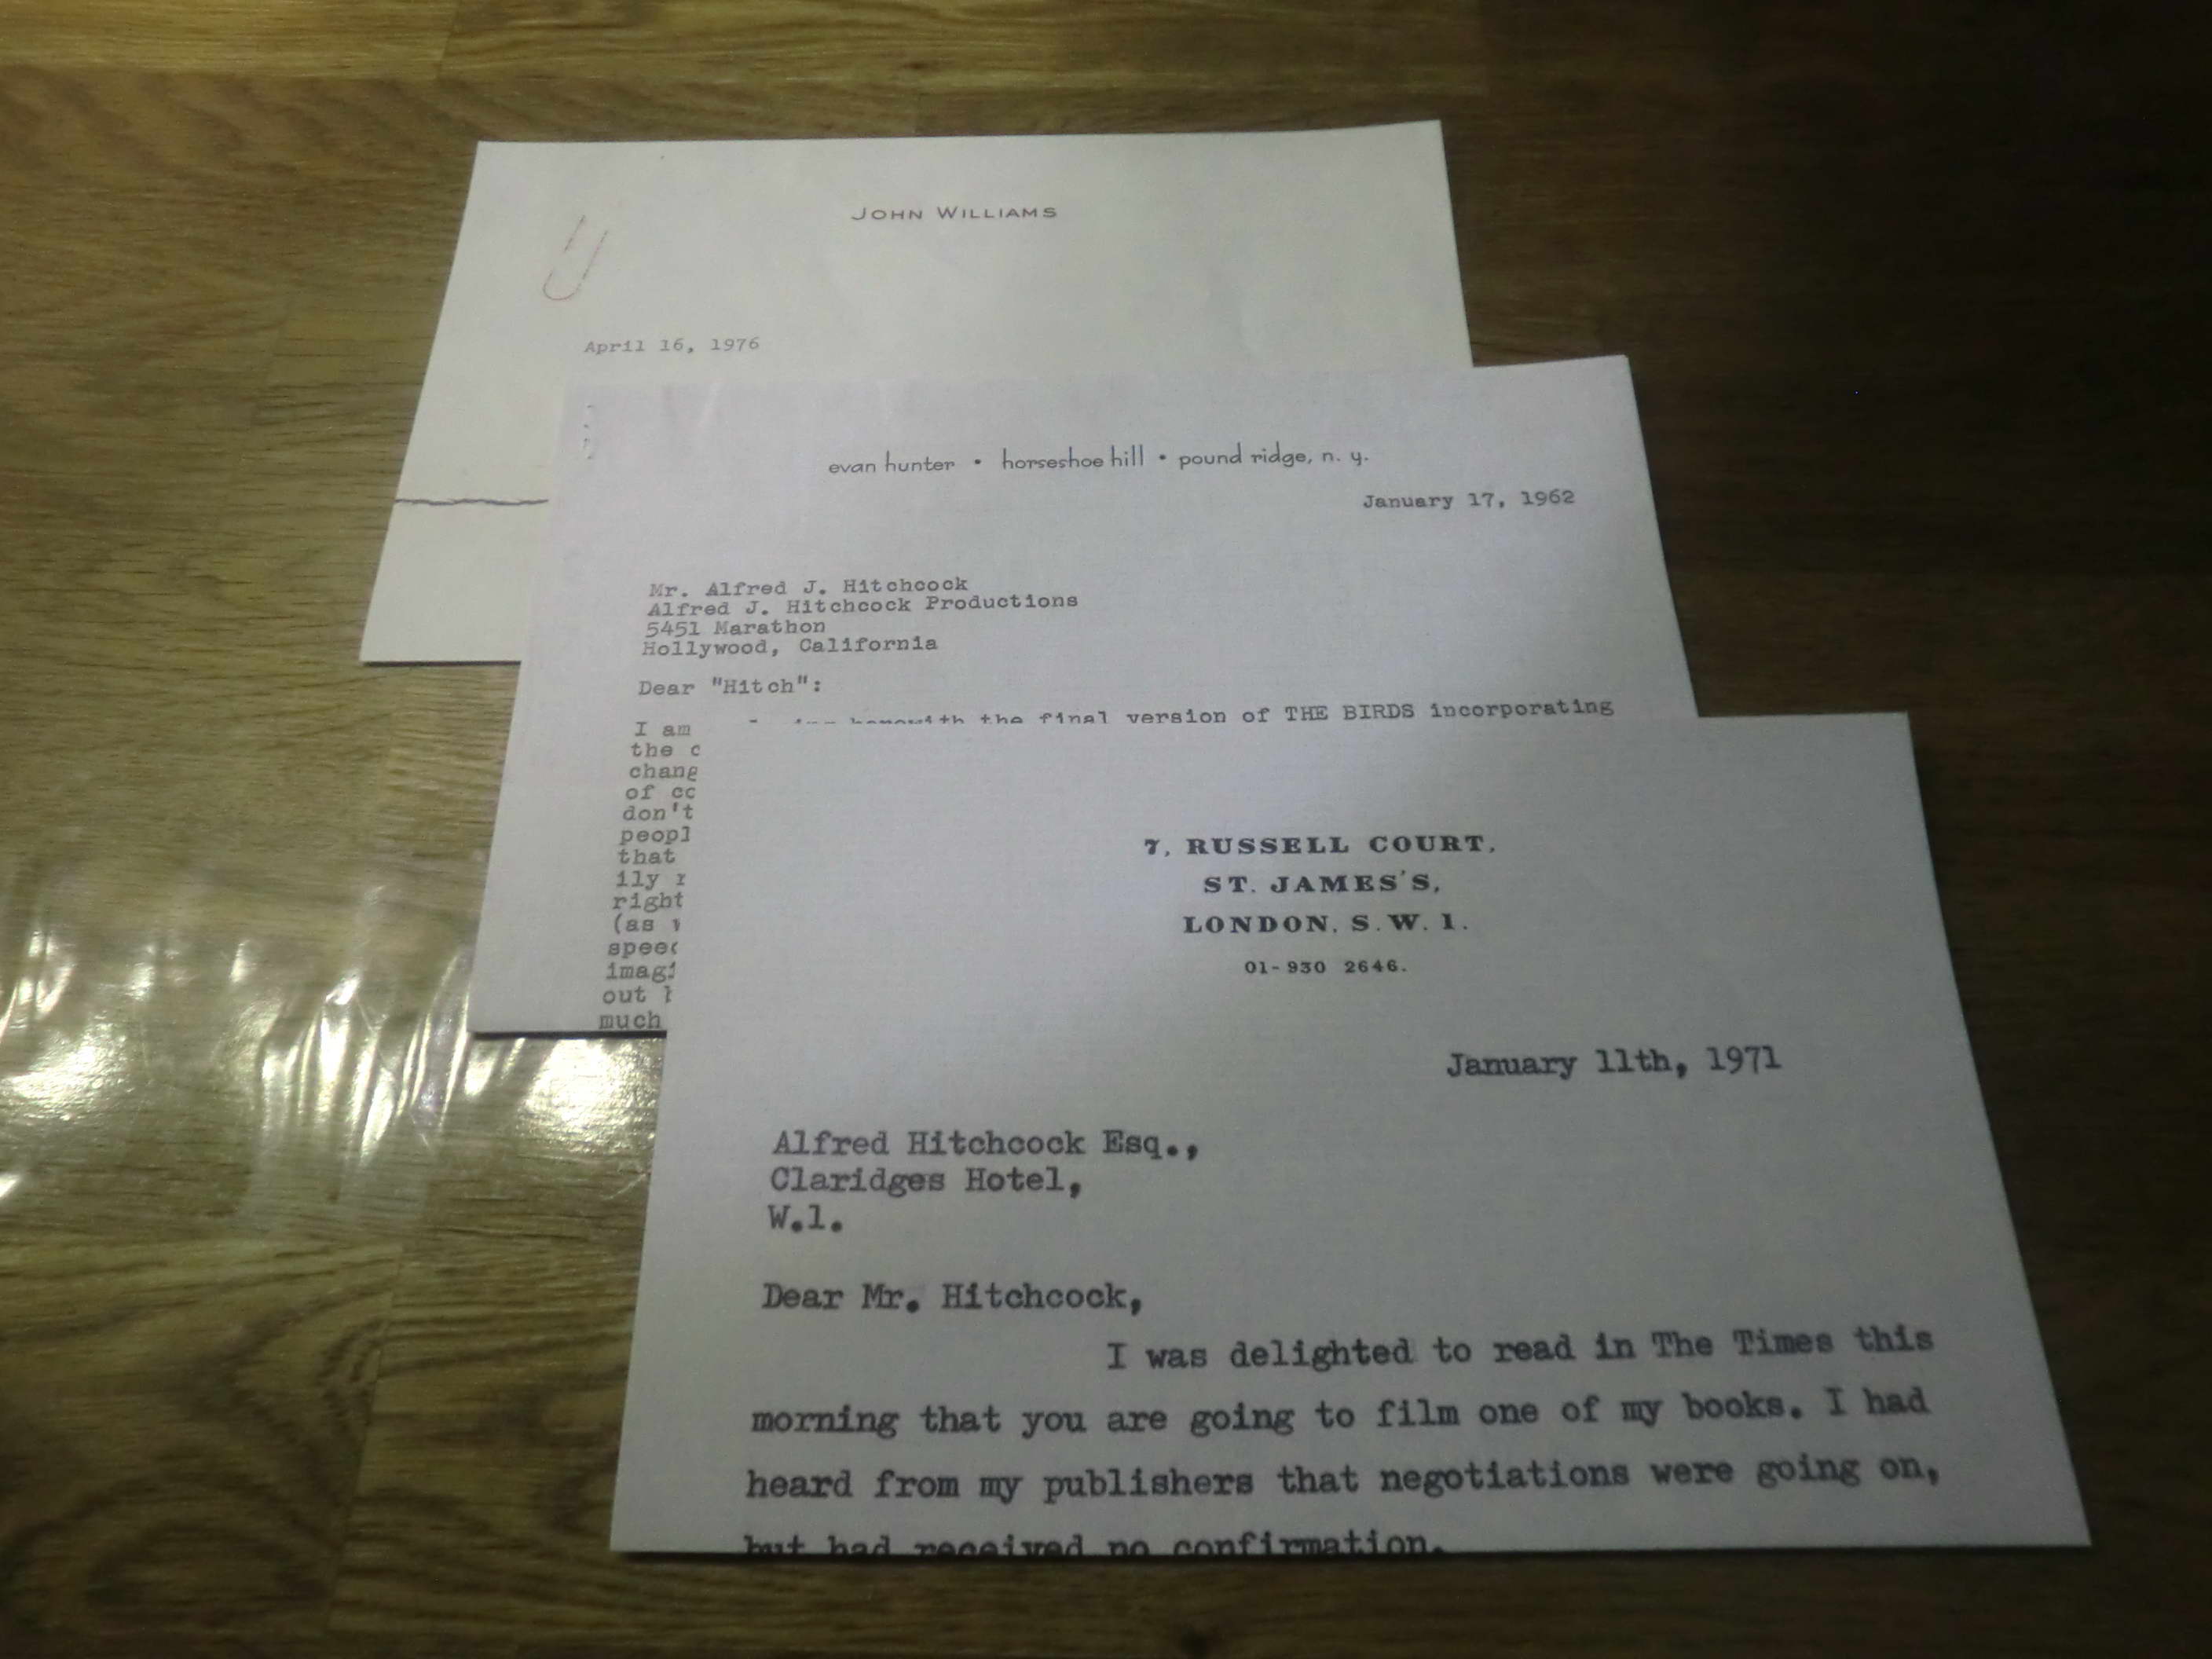 JOHN WILLIAMS
April 16, 1976
evan hunter • horseshoe hill • pound ridge, n. y.
January 17, 1962
Mr. Alfred J. Hitchcock
Alfred J. Hitchcock Productions
5451 Marathon
Hollywood, California
Dear "Hitch":
I am herewith the final version of THE BIRDS incorporating
the c
chang
of cc
don't
peopl
that
ily r
right
(as
speec
imagi
out
much
7, RUSSELL COURT,
ST. JAMES'S,
LONDON. S.W. 1.
01-930 2646.
January 11th, 1971
Alfred Hitchcock Esq.,
Claridges Hotel,
W.1.
Dear Mr. Hitchcock,
I was delighted to read in The Times this
morning that you are going to film one of my books. I had
heard from my publishers that negotiations were going on,
but had received no confirmation.